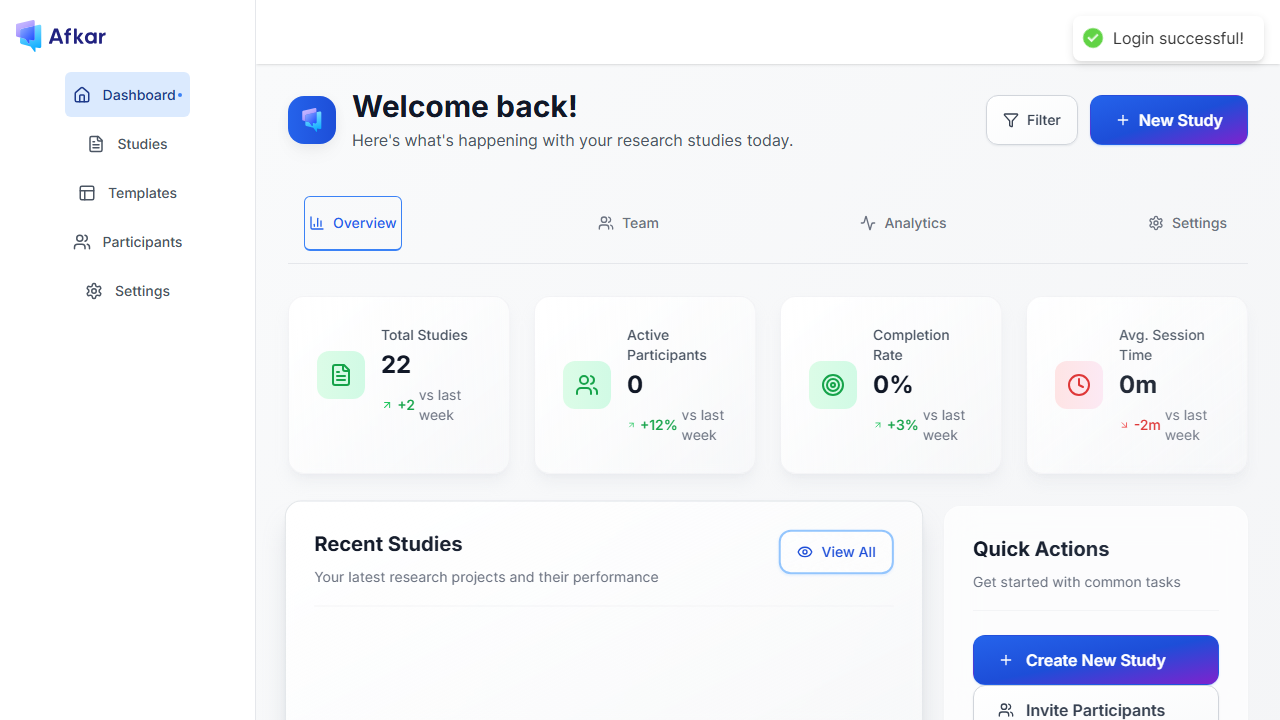 Afkar
Login successful!
Dashboard
Studies
Templates
Participants
Settings
Welcome back!
Here's what's happening with your research studies today.
Filter
New Study
Overview
Team
Analytics
Settings
Total Studies
22
+2 vs last
week
Active
Participants
0
+12% vs last
week
Completion
Rate
0%
+3% vs last
week
Avg. Session
Time
0m
-2m vs last
week
Recent Studies
Your latest research projects and their performance
View All
Quick Actions
Get started with common tasks
Create New Study
Invite Participants